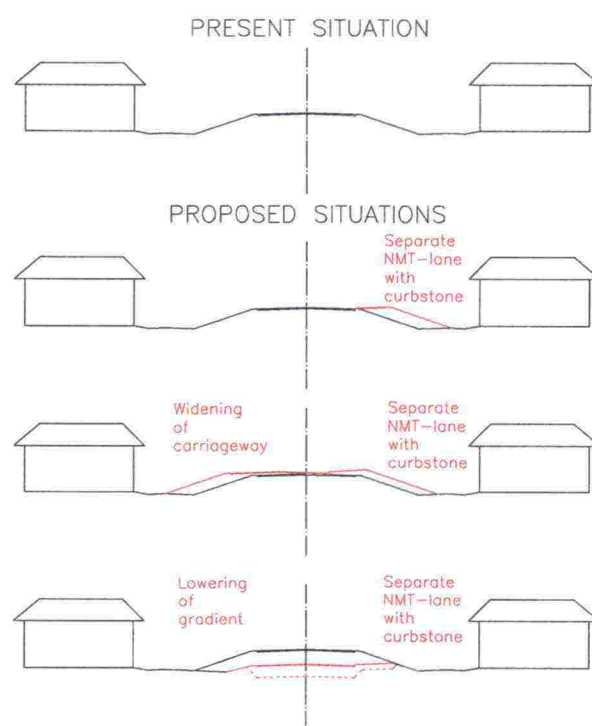 PRESENT SITUATION
PROPOSED SITUATIONS
Separate
NMT-lane
with
curbstone
Widening
of
carriageway
Separate
NMT-lane
with
curbstone
Lowering
of
gradient
Separate
NMT-lane
with
curbstone